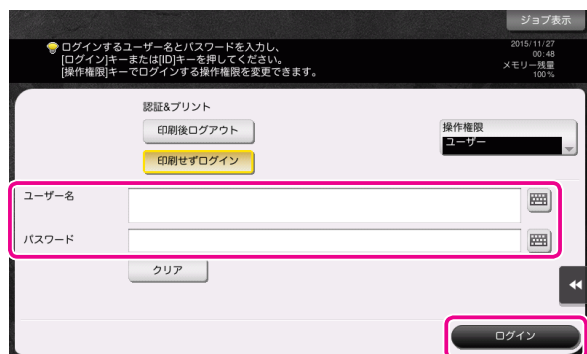 ジョブ表示
ログインするユーザー名とパスワードを入力し、
[ログイン]キーまたは[ID]キーを押してください。
[操作権限]キーでログインする操作権限を変更できます。
2015/11/27
00:48
メモリー残量
100%
認証&プリント
印刷後ログアウト
操作権限
ユーザー
印刷せずログイン
ユーザー名
パスワード
クリア
ログイン